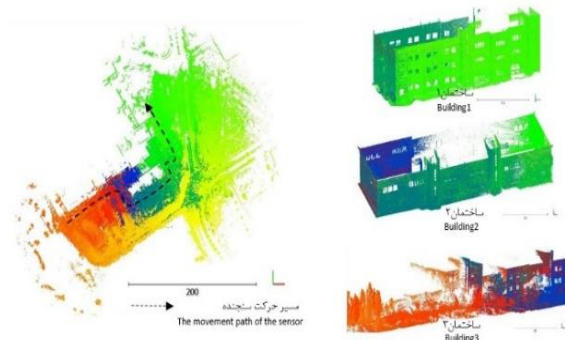 200
مسیر حرکت سنجنده
The movement path of the sensor
ساختمان۱
Building1
ساختمان۲
Building2
ساختمان۳
Building3